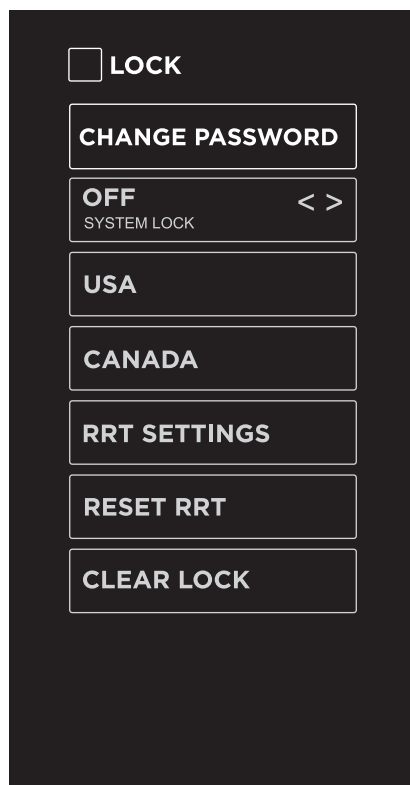 LOCK
CHANGE PASSWORD
OFF < >
SYSTEM LOCK
USA
CANADA
RRT SETTINGS
RESET RRT
CLEAR LOCK